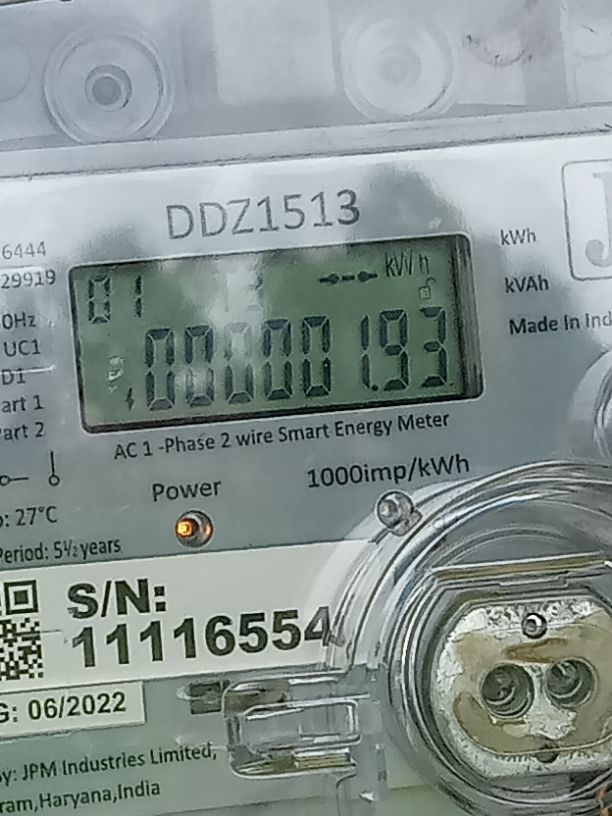 DDZ1513
6444
29919
0Hz
UC1
D1
art 1
art 2
01
kWh
0000001.93
kWh
kVAh
J
Made in Ind
AC 1 -Phase 2 wire Smart Energy Meter
Power
1000imp/kWh
: 27°C
Period: 5½ years
S/N:
11116554
G: 06/2022
y: JPM Industries Limited,
ram,Haryana,India